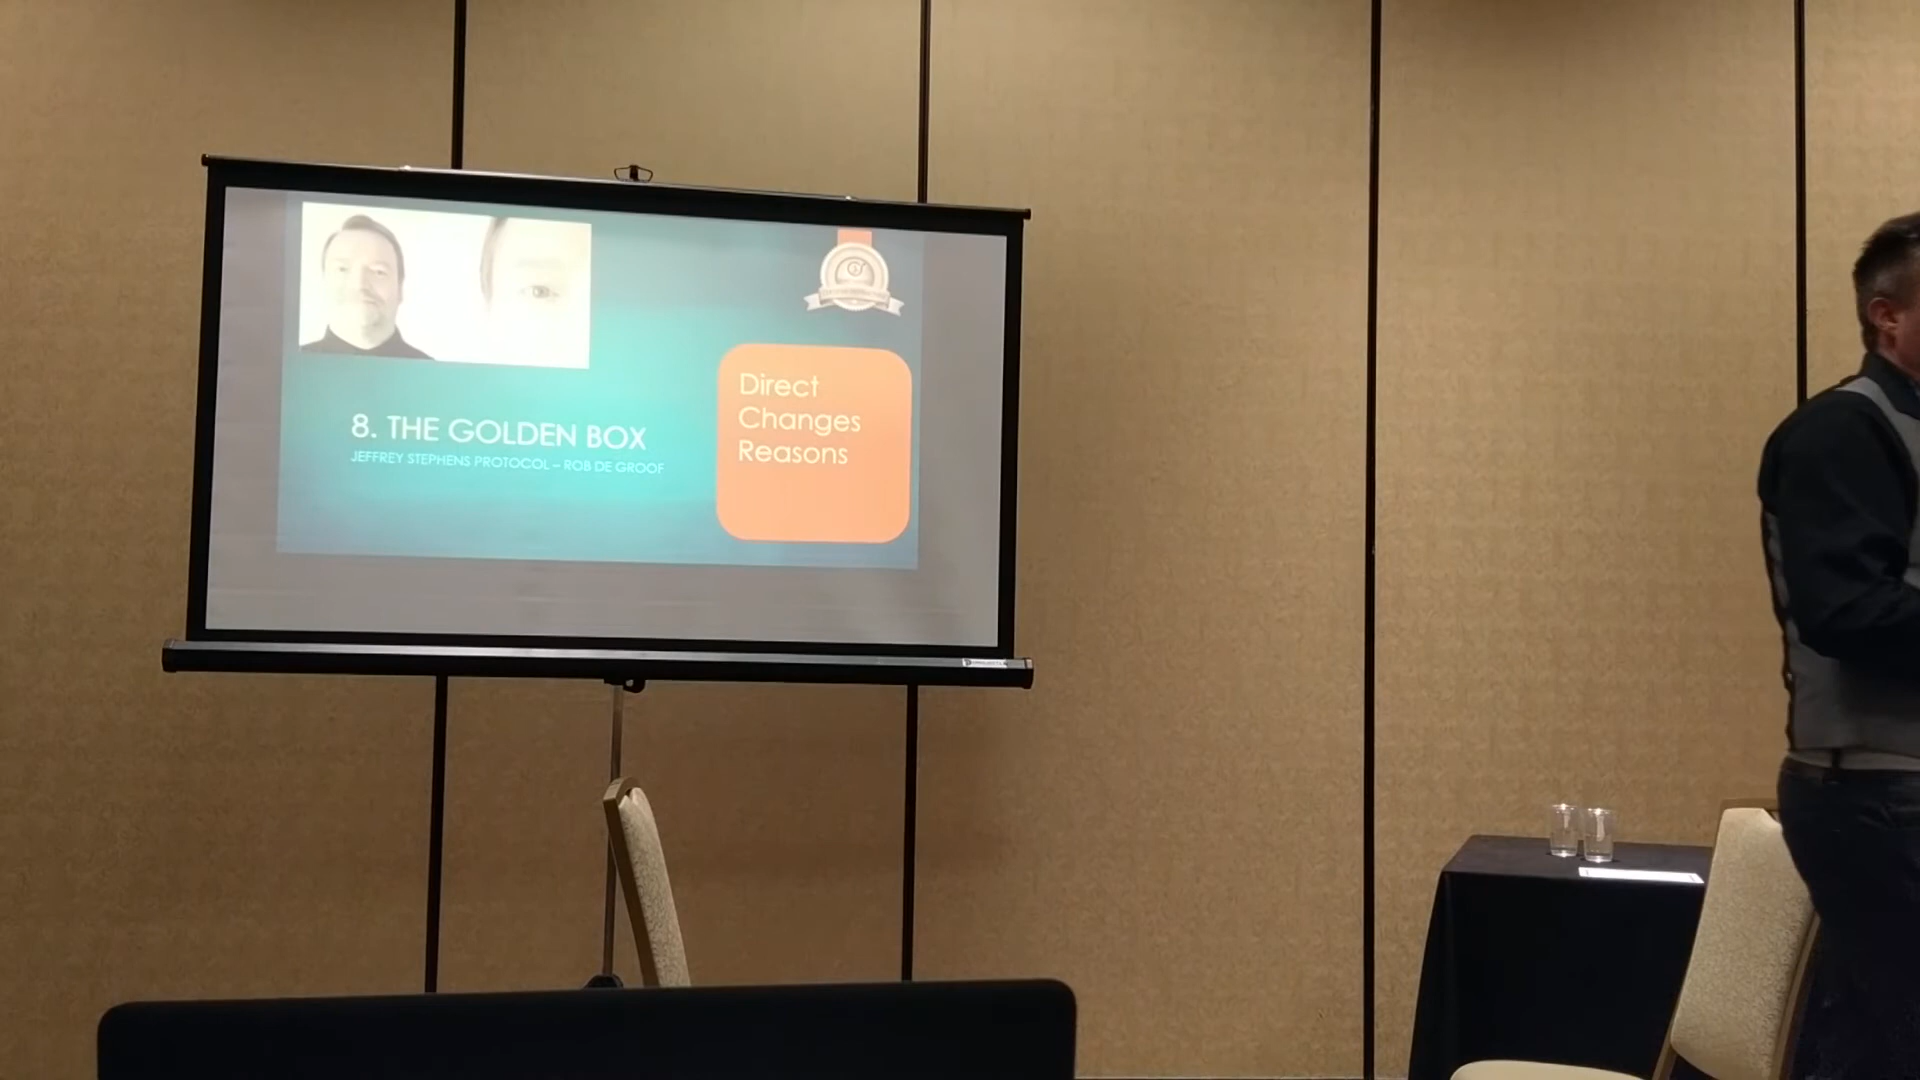 8. THE GOLDEN BOX
JEFFREY STEPHENS PROTOCOL – ROB DE GROOF
Direct
Changes
Reasons